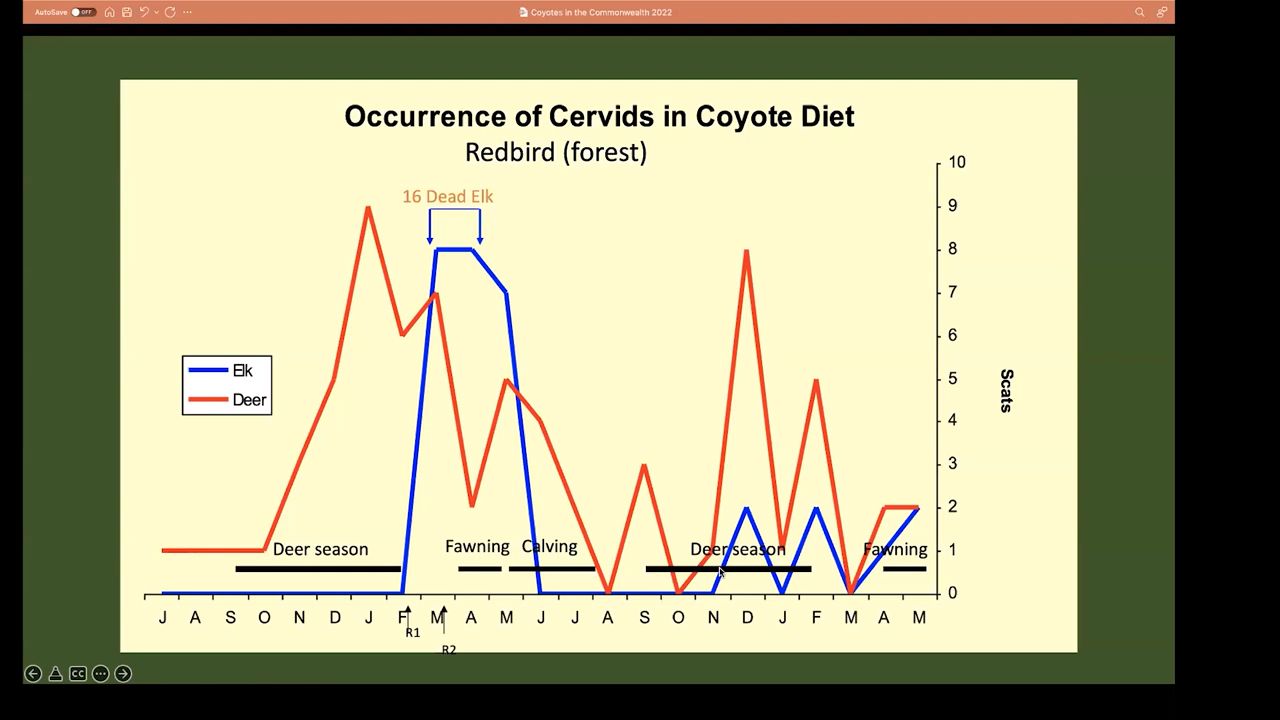 AutoSave OFF
Coyotes in the Commonwealth 2022
Occurrence of Cervids in Coyote Diet
Redbird (forest)
16 Dead Elk
10
9
8
7
6
5
4
3
2
1
0
Scats
Elk
Deer
Deer season
Fawning
Calving
Deer season
Fawning
J A S O N D J F M A M J J A S O N D J F M A M
R1
R2
CC